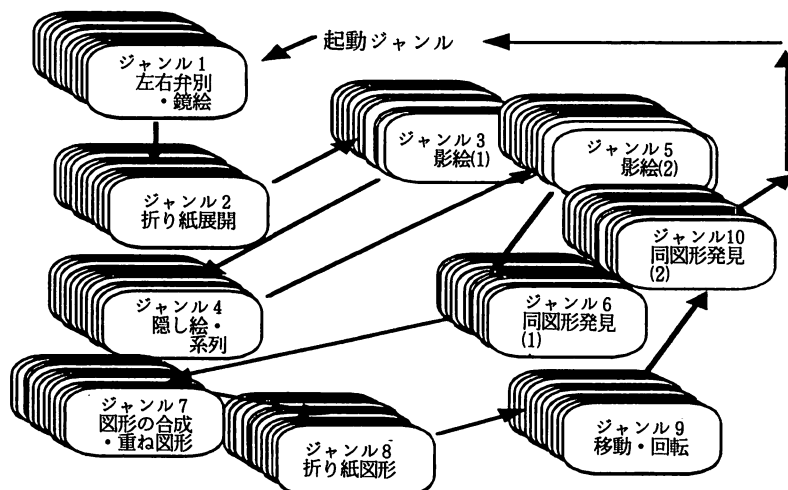 起動ジャンル
ジャンル1
左右弁別
・鏡絵
ジャンル2
折り紙展開
ジャンル3
影絵(1)
ジャンル4
隠し絵・
系列
ジャンル5
影絵(2)
ジャンル6
同図形発見
(1)
ジャンル7
図形の合成
・重ね図形
ジャンル8
折り紙図形
ジャンル9
移動・回転
ジャンル10
同図形発見
(2)